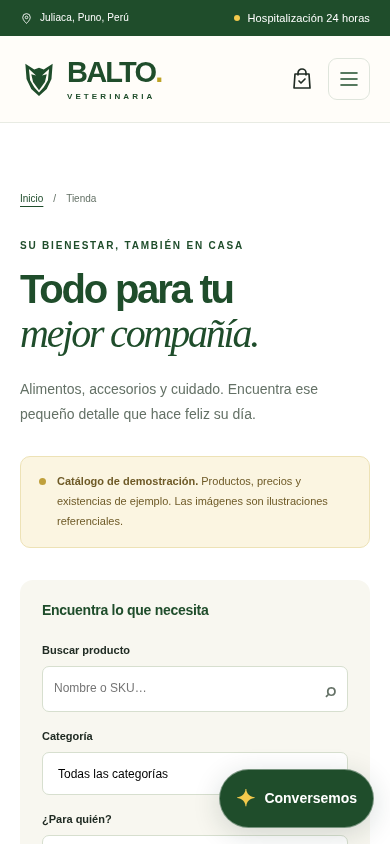 Juliaca, Puno, Perú
Hospitalización 24 horas
BALTO.
VETERINARIA
Inicio / Tienda
SU BIENESTAR, TAMBIÉN EN CASA
Todo para tu
mejor compañía.
Alimentos, accesorios y cuidado. Encuentra ese
pequeño detalle que hace feliz su día.
Catálogo de demostración. Productos, precios y
existencias de ejemplo. Las imágenes son ilustraciones
referenciales.
Encuentra lo que necesita
Buscar producto
Nombre o SKU…
Categoría
Todas las categorías
Conversemos
¿Para quién?